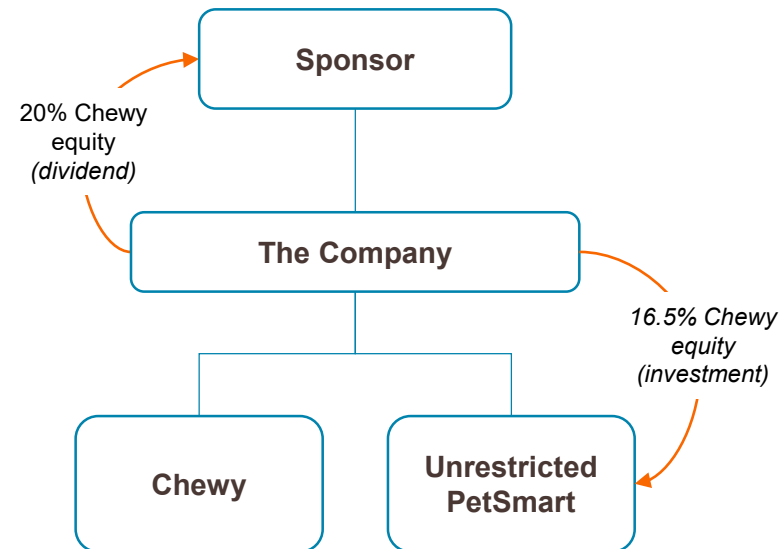 Sponsor
20% Chewy
equity
(dividend)
The Company
16.5% Chewy
equity
(investment)
Chewy
Unrestricted
PetSmart